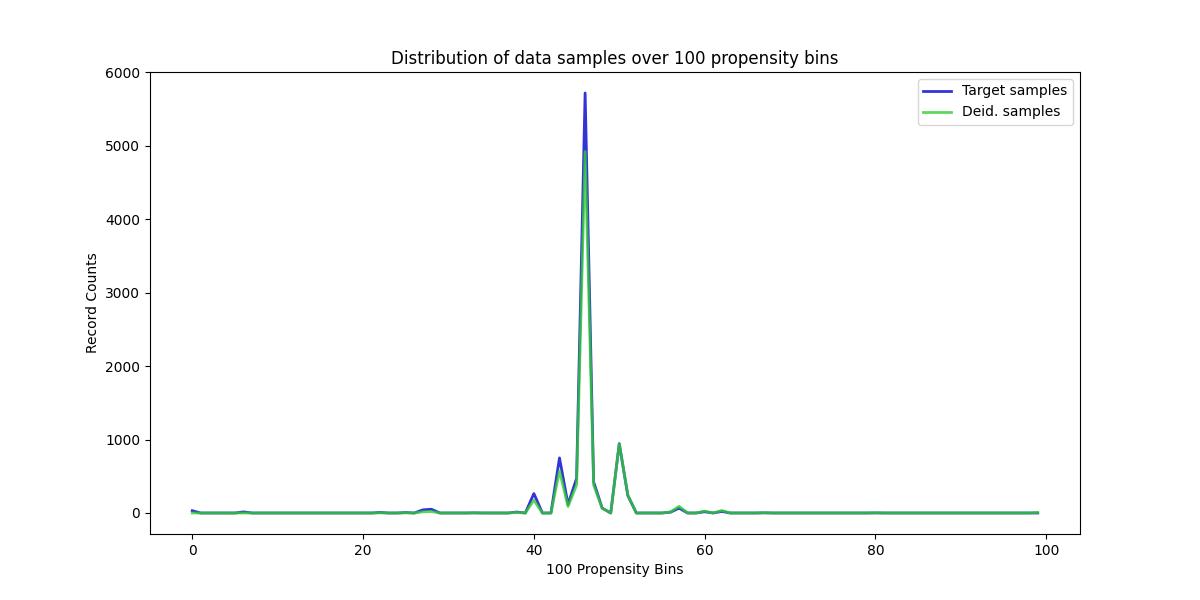 Distribution of data samples over 100 propensity bins
6000
5000
4000
3000
2000
1000
0
Record Counts
Target samples
Deid. samples
0 20 40 60 80 100
100 Propensity Bins